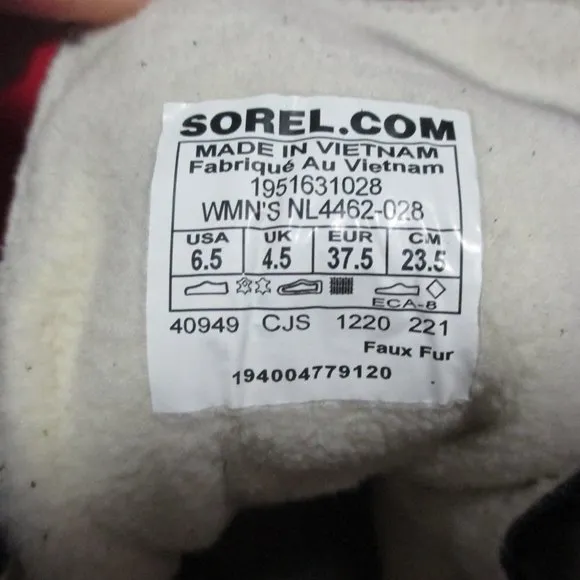 SOREL.COM
MADE IN VIETNAM
Fabriqué Au Vietnam
1951631028
WMN'S NL4462-028
USA UK EUR CM
6.5 4.5 37.5 23.5
ECA-8
40949 CJS 1220 221
Faux Fur
194004779120